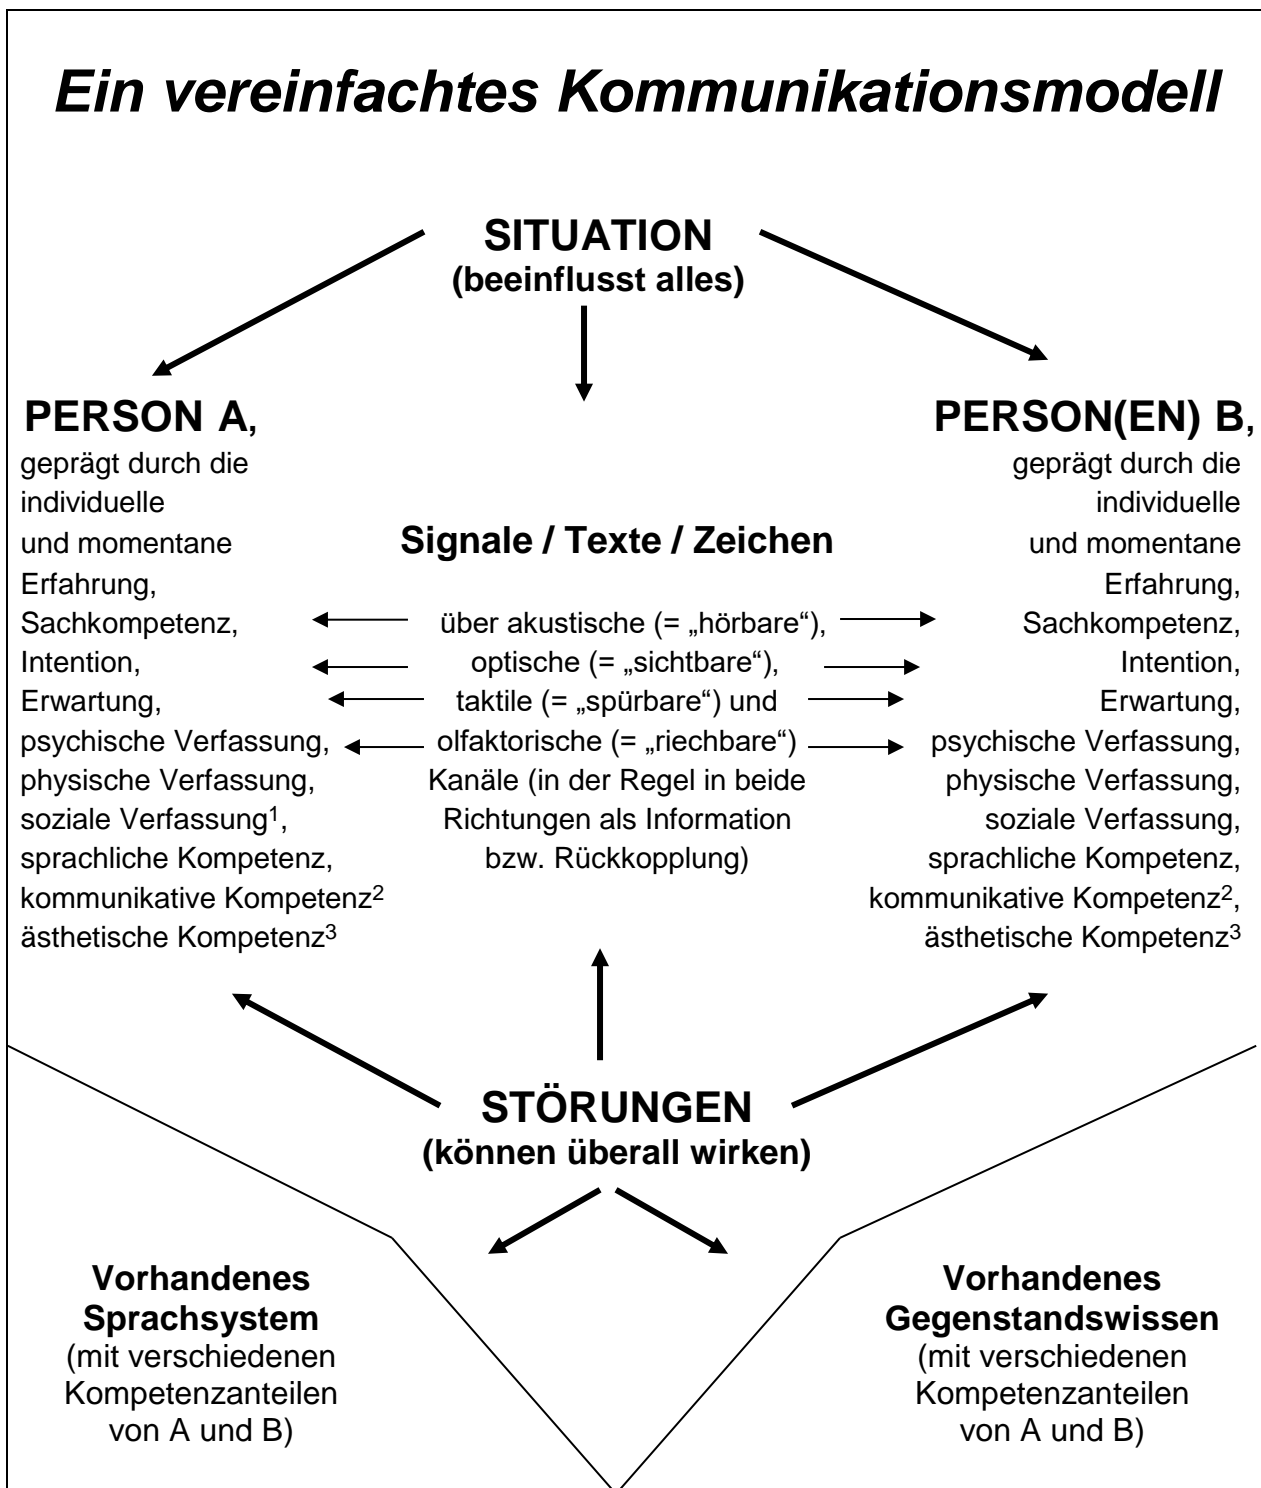 Ein vereinfachtes Kommunikationsmodell
SITUATION
(beeinflusst alles)
PERSON A,
geprägt durch die
individuelle
und momentane
Erfahrung,
Sachkompetenz,
Intention,
Erwartung,
psychische Verfassung,
physische Verfassung,
soziale Verfassung¹,
sprachliche Kompetenz,
kommunikative Kompetenz²
ästhetische Kompetenz³
Signale / Texte / Zeichen
über akustische (= „hörbare“),
optische (= „sichtbare“),
taktile (= „spürbare“) und
olfaktorische (= „riechbare“)
Kanäle (in der Regel in beide
Richtungen als Information
bzw. Rückkopplung)
PERSON(EN) B,
geprägt durch die
individuelle
und momentane
Erfahrung,
Sachkompetenz,
Intention,
Erwartung,
psychische Verfassung,
physische Verfassung,
soziale Verfassung,
sprachliche Kompetenz,
kommunikative Kompetenz²,
ästhetische Kompetenz³
STÖRUNGEN
(können überall wirken)
Vorhandenes
Sprachsystem
(mit verschiedenen
Kompetenzanteilen
von A und B)
Vorhandenes
Gegenstandswissen
(mit verschiedenen
Kompetenzanteilen
von A und B)